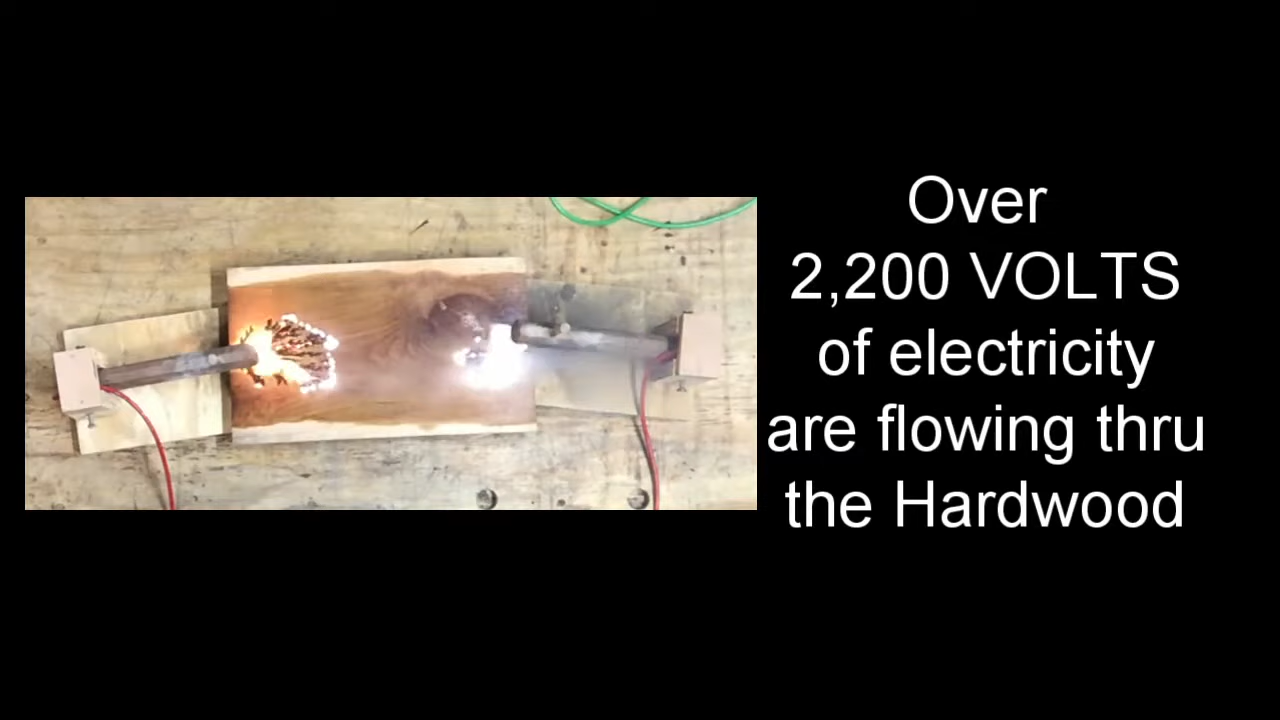 Over
2,200 VOLTS
of electricity
are flowing thru
the Hardwood